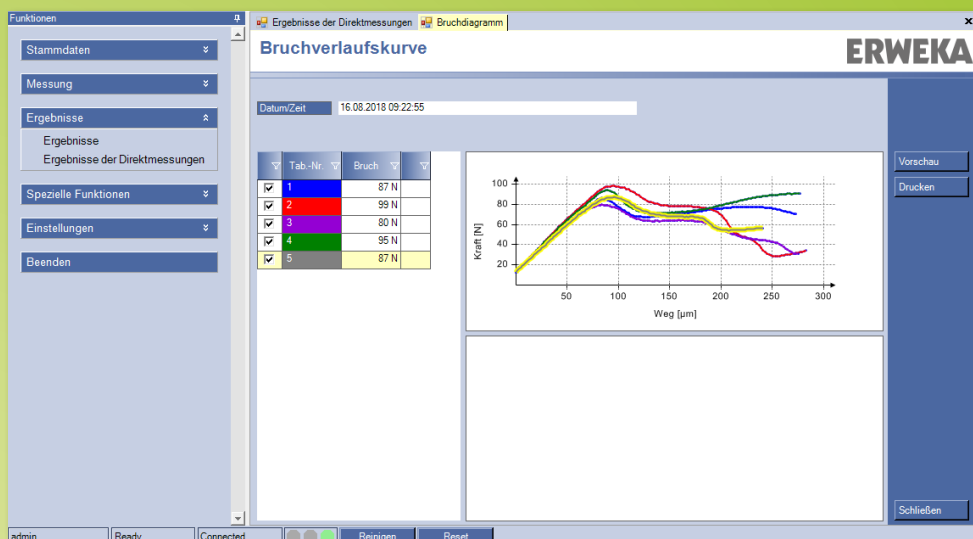 Funktionen
Stammdaten
Messung
Ergebnisse
Ergebnisse
Ergebnisse der Direktmessungen
Spezielle Funktionen
Einstellungen
Beenden
Ergebnisse der Direktmessungen Bruchdiagramm
Bruchverlaufskurve
ERWEKA
Datum/Zeit 16.08.2018 09:22:55
Tab.-Nr. Bruch
1 87 N
2 99 N
3 80 N
4 95 N
5 87 N
Kraft [N]
100
80
60
40
20
50 100 150 200 250 300
Weg [µm]
Vorschau
Drucken
Schließen
admin Ready Connected Reinigen Reset